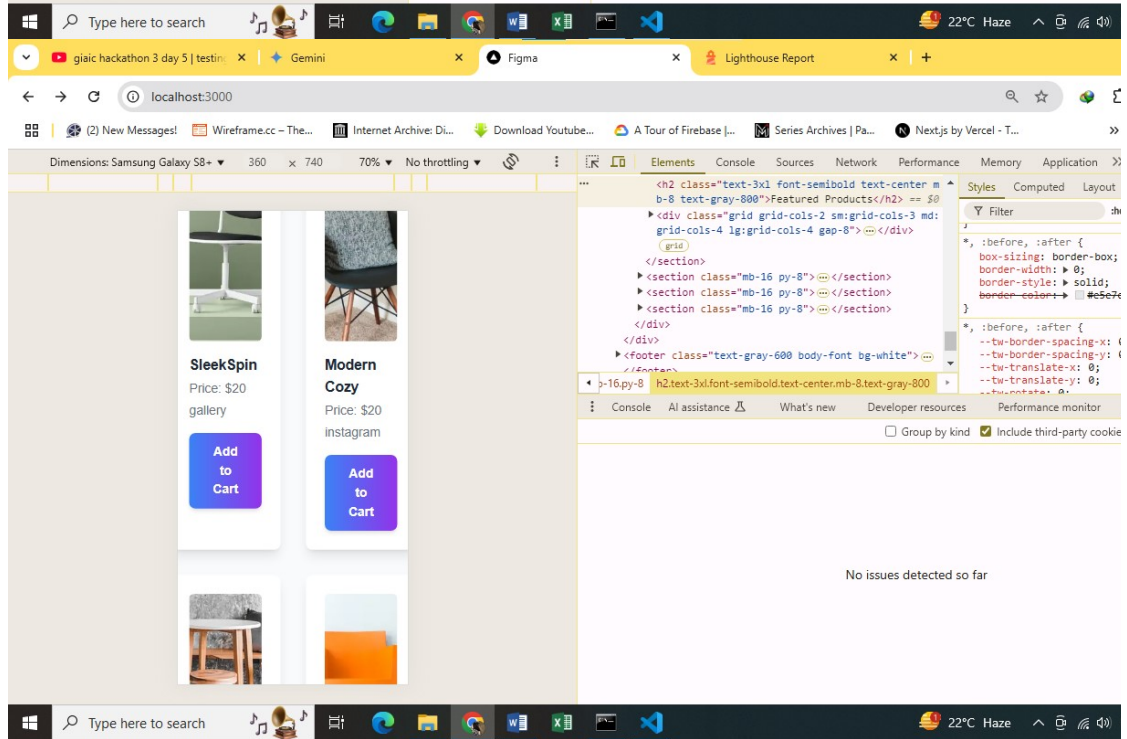 Type here to search
22°C Haze
giaic hackathon 3 day 5 | testing
Gemini
Figma
Lighthouse Report
localhost:3000
(2) New Messages!
Wireframe.cc – The...
Internet Archive: Di...
Download Youtube...
A Tour of Firebase |...
Series Archives | Pa...
Next.js by Vercel - T...
Dimensions: Samsung Galaxy S8+ 360 × 740 70% No throttling
Elements Console Sources Network Performance Memory Application
<h2 class="text-3xl font-semibold text-center m
b-8 text-gray-800">Featured Products</h2> == $0
<div class="grid grid-cols-2 sm:grid-cols-3 md:
grid-cols-4 lg:grid-cols-4 gap-8"> … </div>
grid
</section>
<section class="mb-16 py-8"> … </section>
<section class="mb-16 py-8"> … </section>
<section class="mb-16 py-8"> … </section>
</div>
</div>
<footer class="text-gray-600 body-font bg-white"> …
</footer>
p-16.py-8 h2.text-3xl.font-semibold.text-center.mb-8.text-gray-800
Styles Computed Layout
Filter
}
*, :before, :after {
box-sizing: border-box;
border-width: 0;
border-style: solid;
border-color:
}
*, :before, :after {
--tw-border-spacing-x:
--tw-border-spacing-y:
--tw-translate-x: 0;
--tw-translate-y: 0;
--tw-rotate: 0;
Console AI assistance What's new Developer resources Performance monitor
Group by kind Include third-party cookie
No issues detected so far
SleekSpin
Price: $20
gallery
Add
to
Cart
Modern
Cozy
Price: $20
instagram
Add
to
Cart
Type here to search
22°C Haze